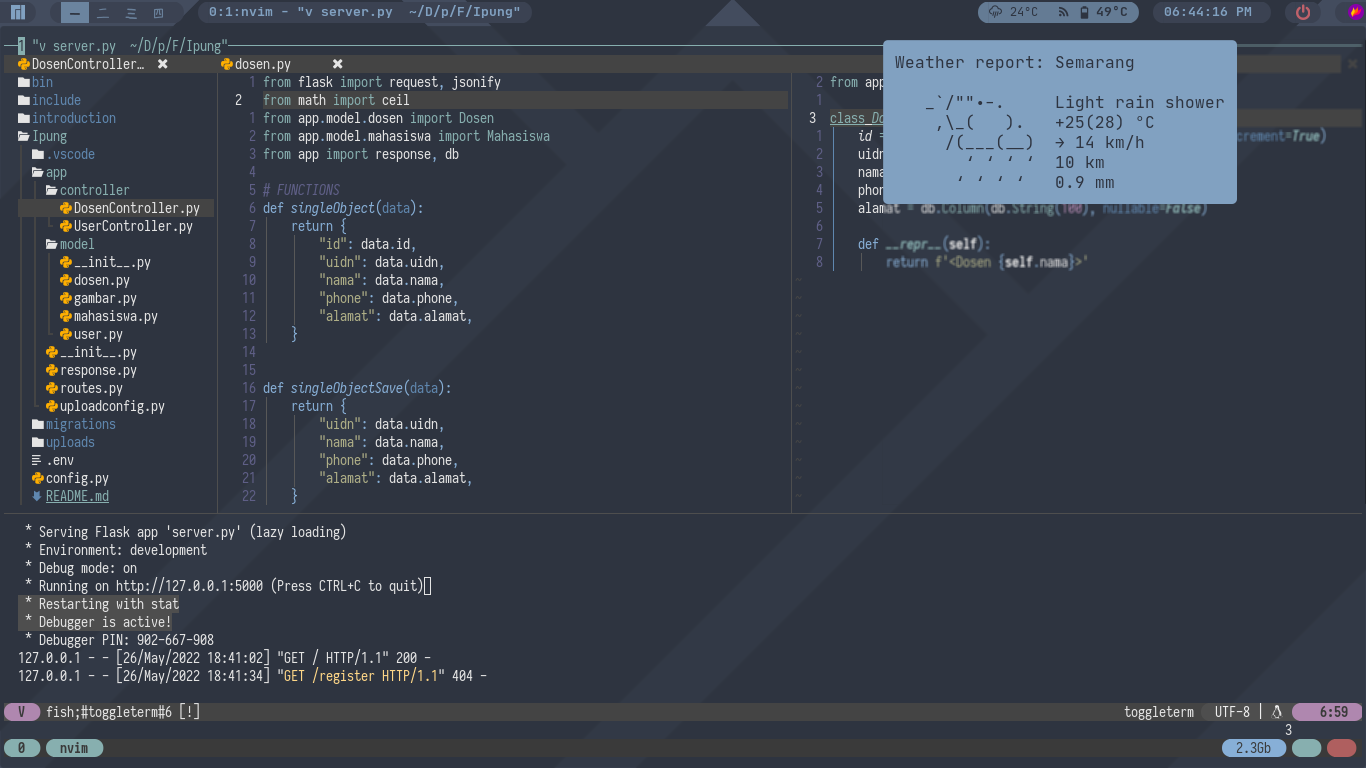 一 二 三 四
0:1:nvim - "v server.py  ~/D/p/F/Ipung"
24°C 49°C
06:44:16 PM
1 "v server.py  ~/D/p/F/Ipung"
DosenController… ✖ dosen.py ✖
bin
include
introduction
Ipung
.vscode
app
controller
DosenController.py
UserController.py
model
__init__.py
dosen.py
gambar.py
mahasiswa.py
user.py
__init__.py
response.py
routes.py
uploadconfig.py
migrations
uploads
.env
config.py
README.md
1 from flask import request, jsonify
2 from math import ceil
1 from app.model.dosen import Dosen
2 from app.model.mahasiswa import Mahasiswa
3 from app import response, db
4
5 # FUNCTIONS
6 def singleObject(data):
7     return {
8         "id": data.id,
9         "uidn": data.uidn,
10         "nama": data.nama,
11         "phone": data.phone,
12         "alamat": data.alamat,
13     }
14
15
16 def singleObjectSave(data):
17     return {
18         "uidn": data.uidn,
19         "nama": data.nama,
20         "phone": data.phone,
21         "alamat": data.alamat,
22     }
2 from app
1
3 class Do
1     id = crement=True)
2     uidn
3     nama
4     phon
5     alamat = db.Column(db.String(100), nullable=False)
6
7     def __repr__(self):
8         return f'<Dosen {self.nama}>'
Weather report: Semarang
_`/""•-.     Light rain shower
,\_(   ).   +25(28) °C
/(___(__)  → 14 km/h
‘ ‘ ‘ ‘  10 km
‘ ‘ ‘ ‘   0.9 mm
* Serving Flask app 'server.py' (lazy loading)
* Environment: development
* Debug mode: on
* Running on http://127.0.0.1:5000 (Press CTRL+C to quit)
* Restarting with stat
* Debugger is active!
* Debugger PIN: 902-667-908
127.0.0.1 - - [26/May/2022 18:41:02] "GET / HTTP/1.1" 200 -
127.0.0.1 - - [26/May/2022 18:41:34] "GET /register HTTP/1.1" 404 -
V fish;#toggleterm#6 [!] toggleterm UTF-8 | 6:59
3
0 nvim 2.3Gb